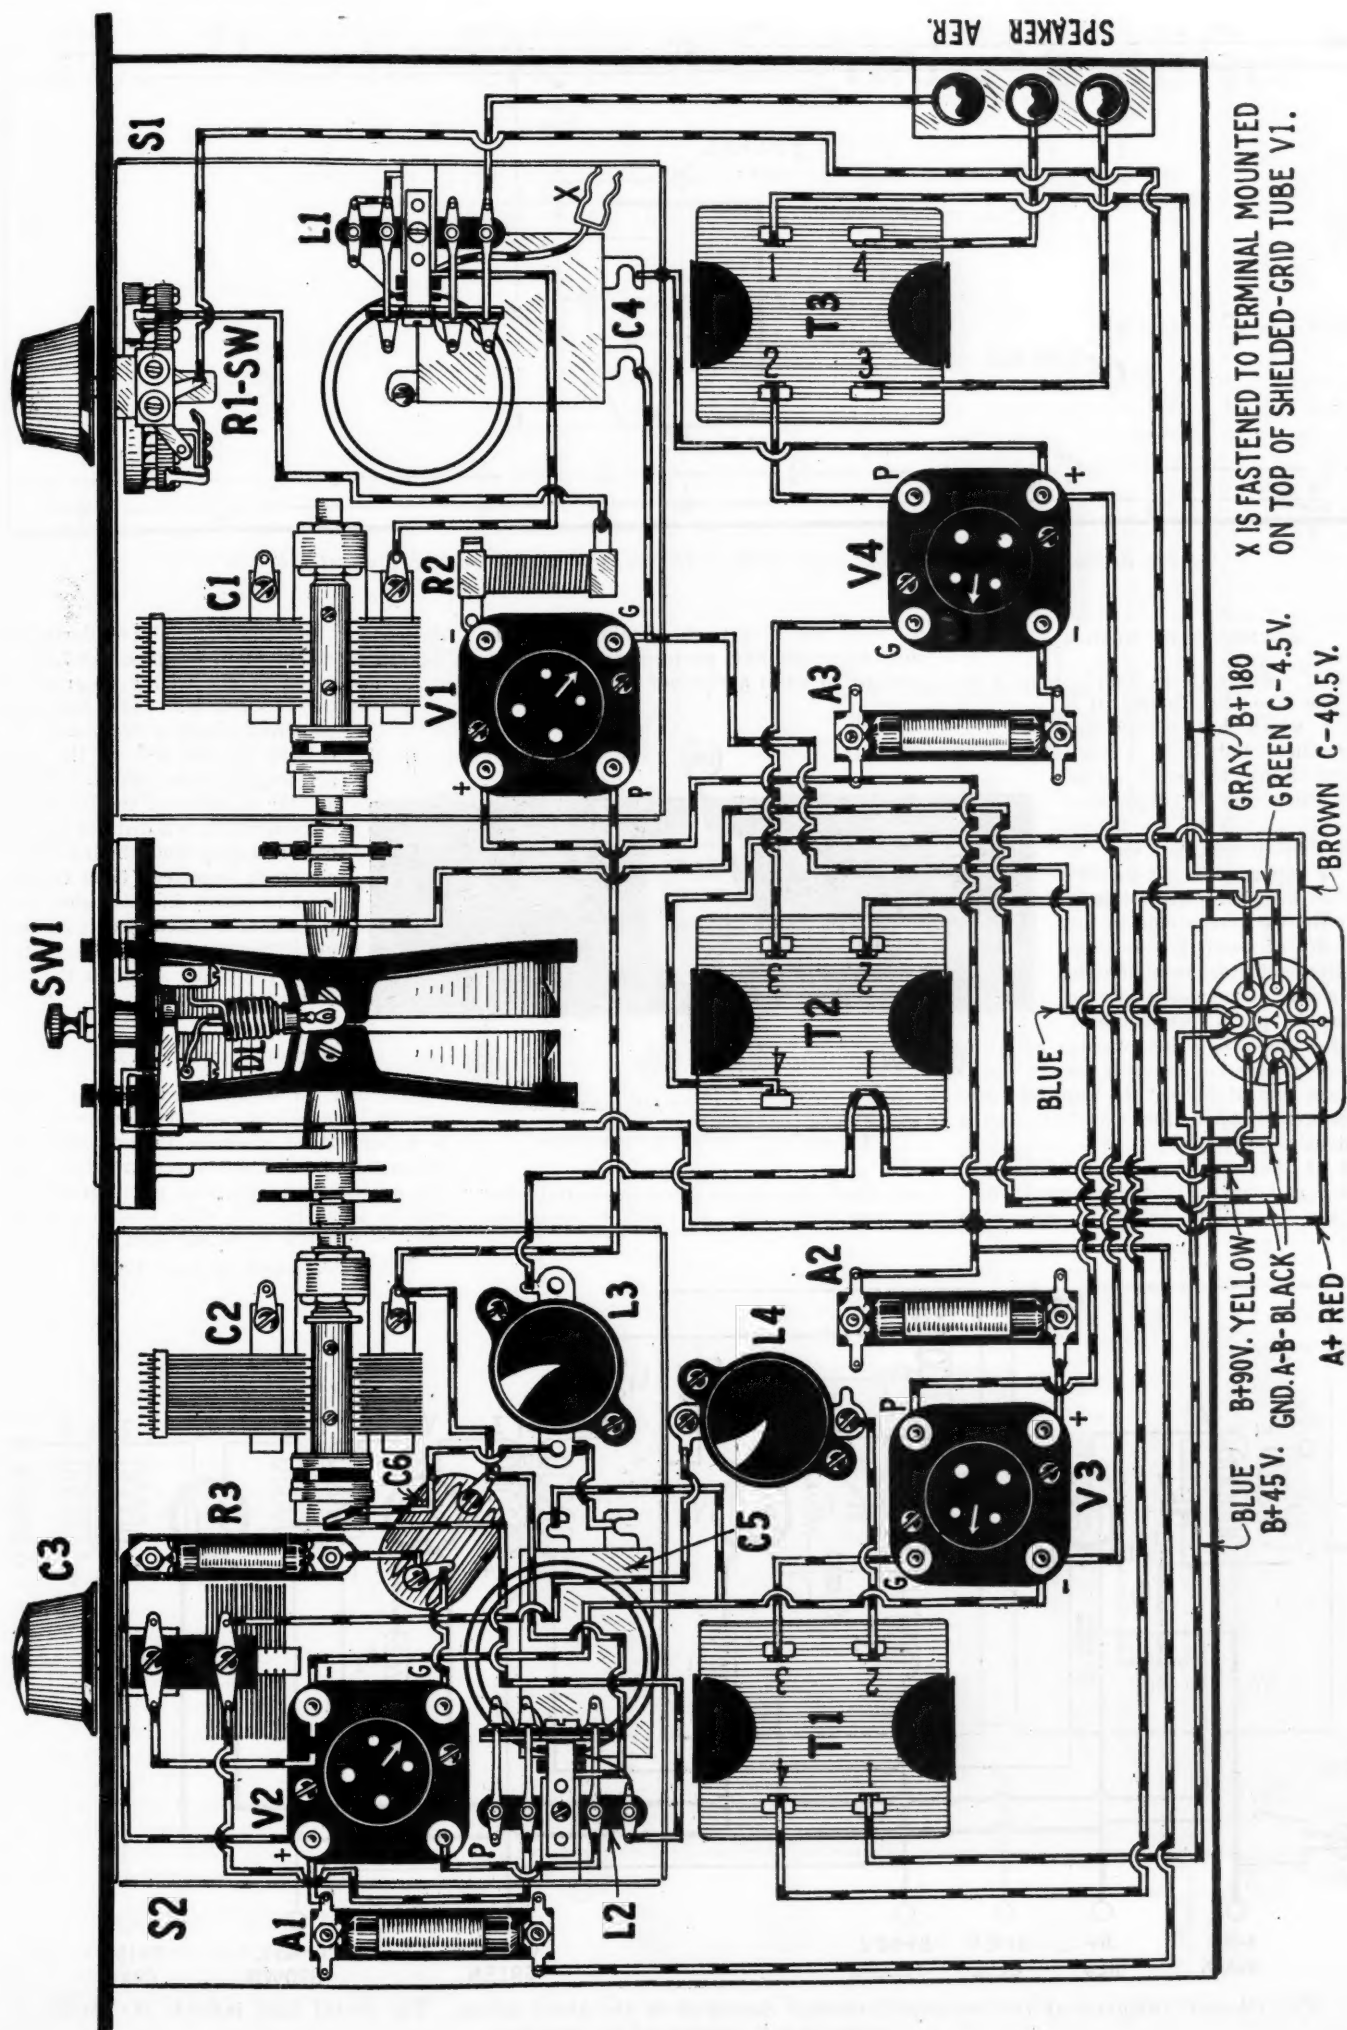 SPEAKER AER.
S1
L1
X
R1-SW
C4
C1
R2
V1
-
G
+
P
SW1
DL
C2
C6
L3
R3
C3
C5
V2
-
G
+
P
S2
A1
L2
T3
1
2
3
4
V4
P
+
G
-
A3
T2
3
2
4
1
L4
A2
V3
P
+
G
-
T1
3
2
4
1
X IS FASTENED TO TERMINAL MOUNTED
ON TOP OF SHIELDED-GRID TUBE V1.
GRAY-B+180
GREEN C-4.5V.
BROWN C-40.5V.
BLUE
Y
BLUE B+90V. YELLOW
B+45V. GND.A-B-BLACK
A+ RED